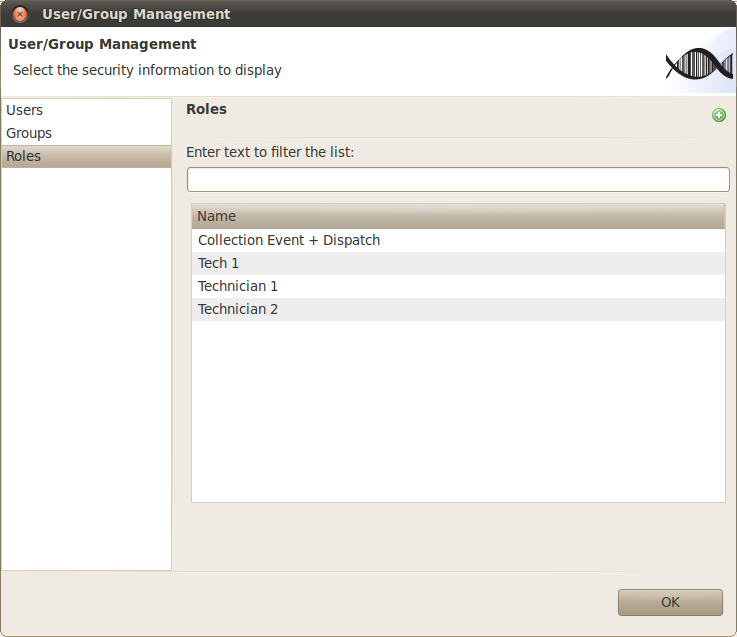 User/Group Management
User/Group Management
Select the security information to display
Users
Groups
Roles
Roles
Enter text to filter the list:
Name
Collection Event + Dispatch
Tech 1
Technician 1
Technician 2
OK